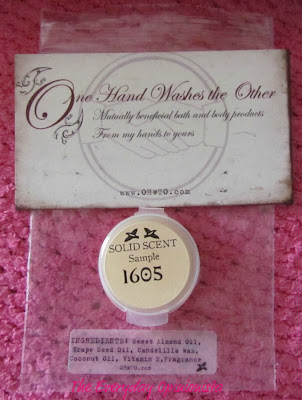 One Hand Washes the Other
Mutually beneficial bath and body products
From my hands to yours
www.OHWTO.com
SOLID SCENT
Sample
1605
INGREDIENTS: Sweet Almond Oil,
Grape Seed Oil, Candelilla Wax,
Coconut Oil, Vitamin E, Fragrance
OHWTO.com
The Everyday